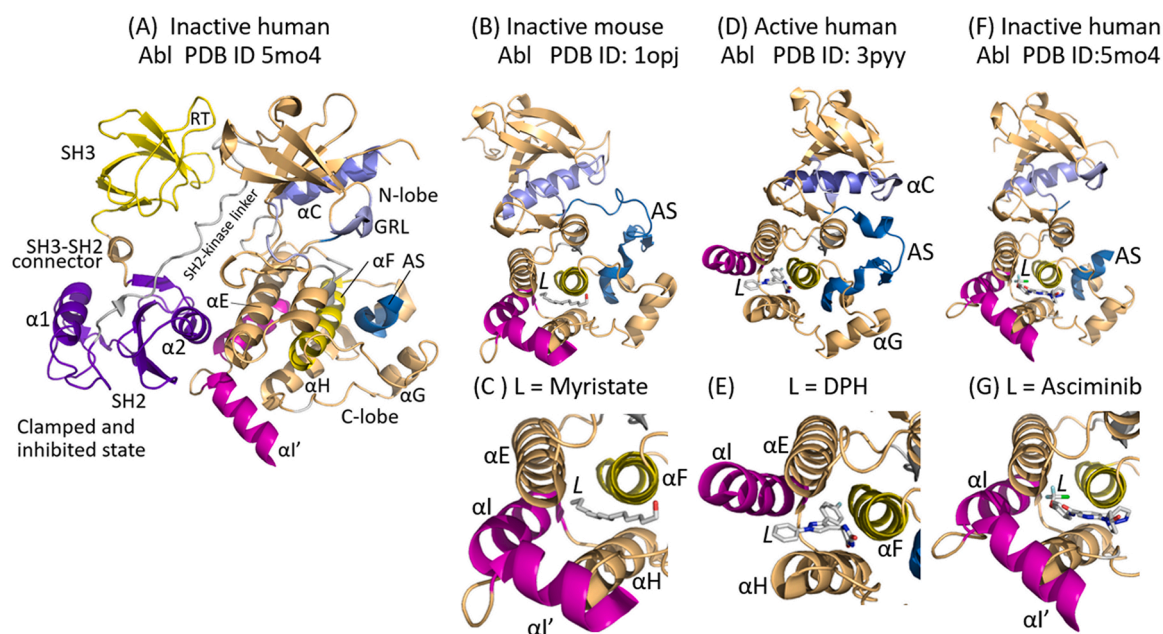 (A) Inactive human
Abl PDB ID 5mo4
RT
SH3
αC
N-lobe
GRL
SH2-kinase linker
SH3-SH2
connector
αF
AS
αE
α1
α2
αH
αG
SH2
C-lobe
Clamped and
inhibited state
αI’
(B) Inactive mouse
Abl PDB ID: 1opj
AS
L
(C ) L = Myristate
αE
αF
αI
L
αH
αI’
(D) Active human
Abl PDB ID: 3pyy
αC
AS
L
αG
(E) L = DPH
αE
αI
L
αF
αH
(F) Inactive human
Abl PDB ID:5mo4
AS
L
(G) L = Asciminib
αE
αI
L
αF
αH
αI’